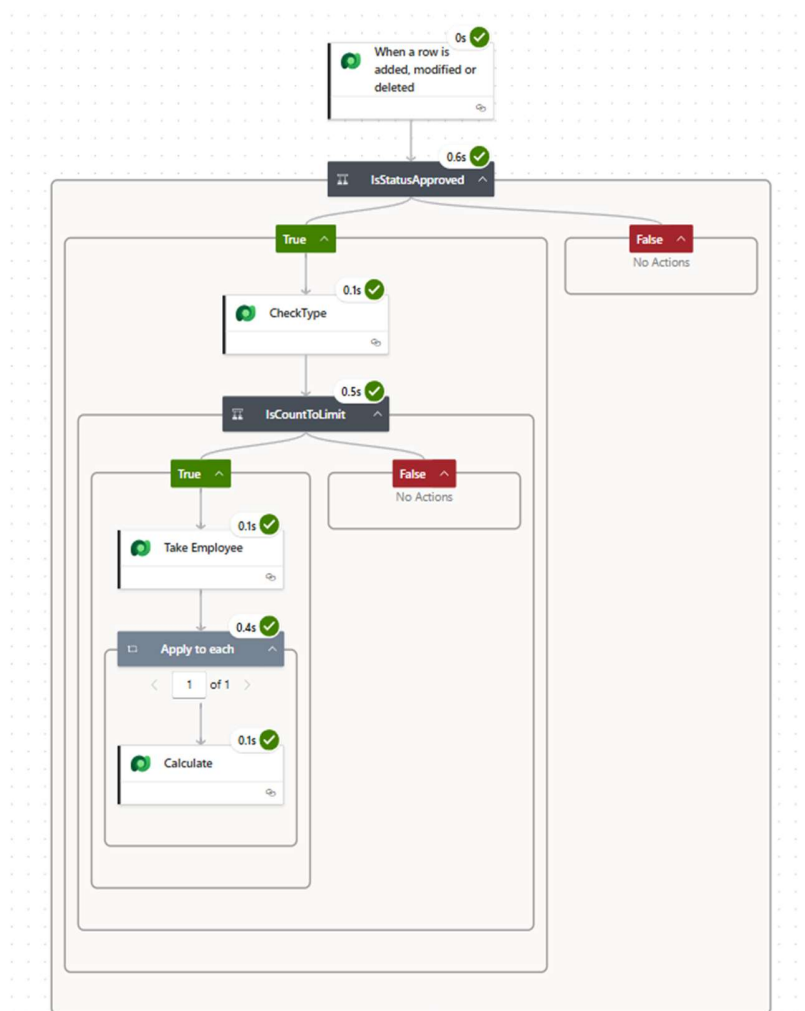 0s
When a row is
added, modified or
deleted
0.6s
IsStatusApproved
True
False
No Actions
0.1s
CheckType
0.5s
IsCountToLimit
True
False
No Actions
0.1s
Take Employee
0.4s
Apply to each
1 of 1
0.1s
Calculate